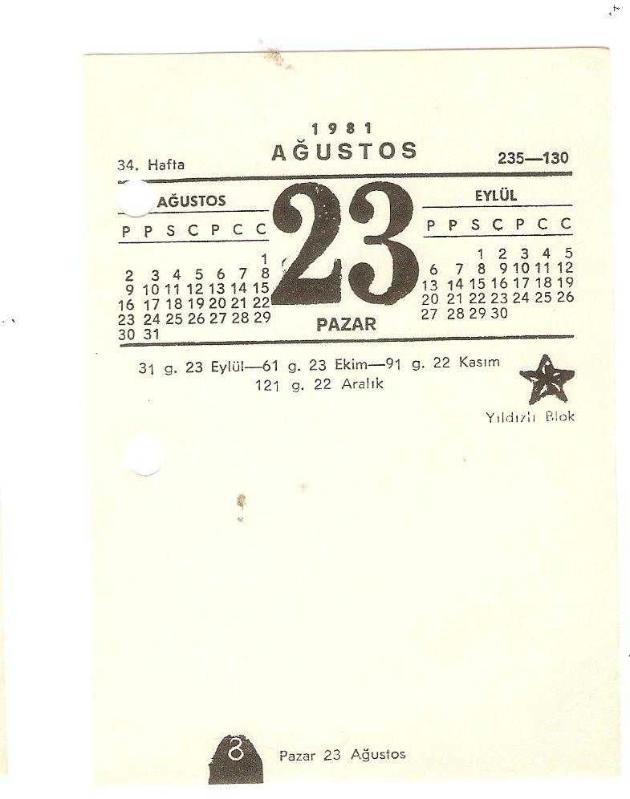 1981
AĞUSTOS
34. Hafta
235—130
AĞUSTOS
P P S C P C C
1
2 3 4 5 6 7 8
9 10 11 12 13 14 15
16 17 18 19 20 21 22
23 24 25 26 27 28 29
30 31
23
PAZAR
EYLÜL
P P S C P C C
1 2 3 4 5
6 7 8 9 10 11 12
13 14 15 16 17 18 19
20 21 22 23 24 25 26
27 28 29 30
31 g. 23 Eylül—61 g. 23 Ekim—91 g. 22 Kasım
121 g. 22 Aralık
Yıldızlı Blok
8
Pazar 23 Ağustos